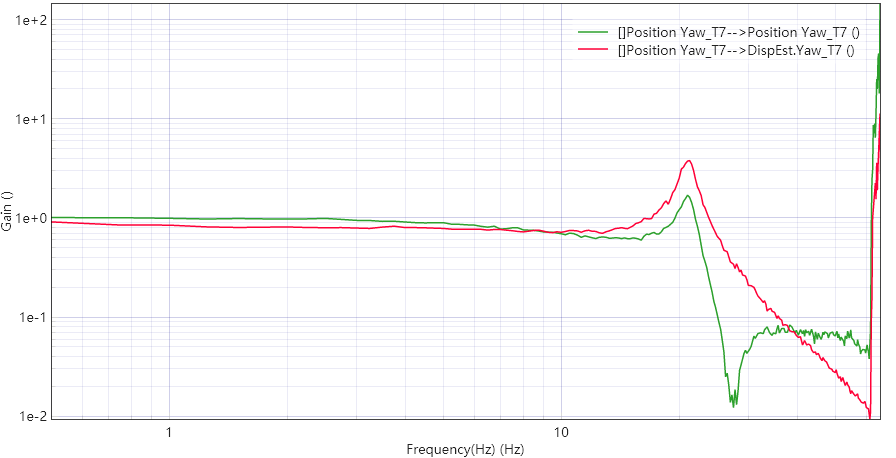 1e+2
[]Position Yaw_T7-->Position Yaw_T7 ()
[]Position Yaw_T7-->DispEst.Yaw_T7 ()
1e+1
Gain ()
1e+0
1e-1
1e-2
1
10
Frequency(Hz) (Hz)